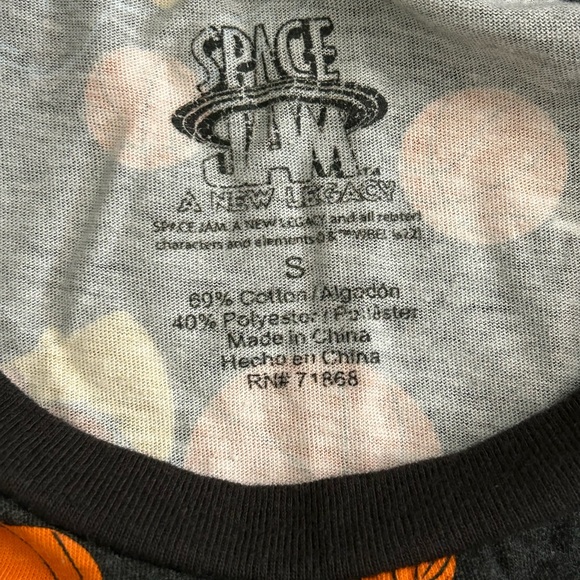 SPACE
JAM
A NEW LEGACY
SPACE JAM: A NEW LEGACY and all related
characters and elements © & ™ WBEI.
S
60% Cotton/Algodón
40% Polyester/Poliéster
Made in China
Hecho en China
RN# 71868